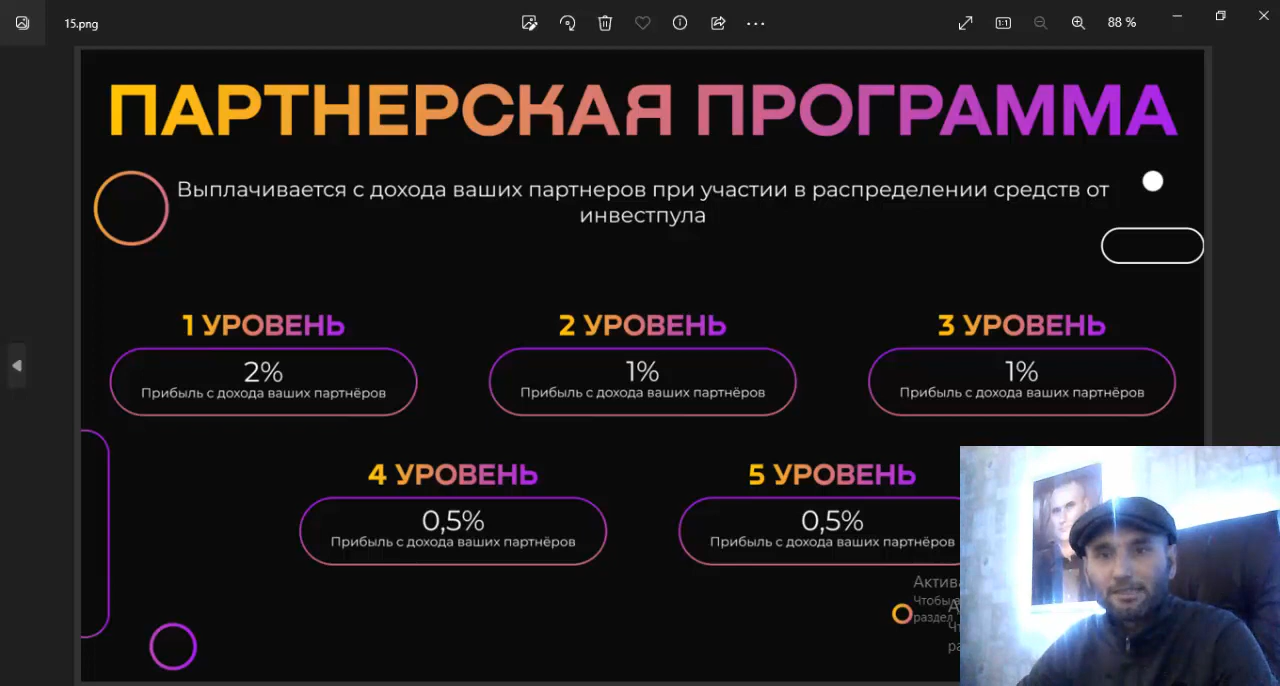 15.png
88 %
ПАРТНЕРСКАЯ ПРОГРАММА
Выплачивается с дохода ваших партнеров при участии в распределении средств от
инвестпула
1 УРОВЕНЬ
2%
Прибыль с дохода ваших партнёров
2 УРОВЕНЬ
1%
Прибыль с дохода ваших партнёров
3 УРОВЕНЬ
1%
Прибыль с дохода ваших партнёров
4 УРОВЕНЬ
0,5%
Прибыль с дохода ваших партнёров
5 УРОВЕНЬ
0,5%
Прибыль с дохода ваших партнёров
раздел